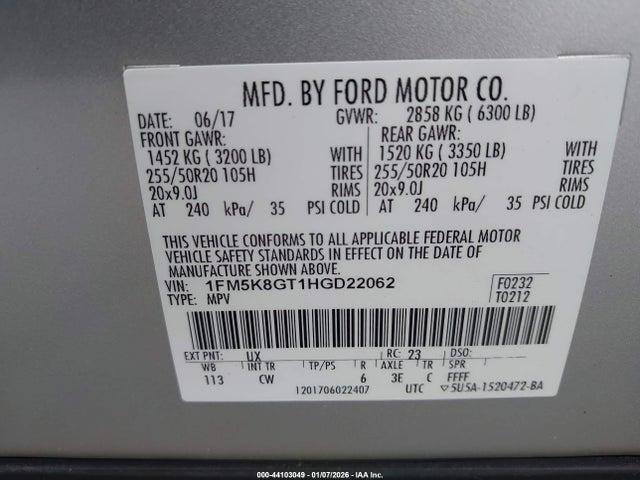 MFD. BY FORD MOTOR CO.
DATE: 06/17 GVWR: 2858 KG ( 6300 LB)
FRONT GAWR: REAR GAWR:
1452 KG ( 3200 LB) WITH 1520 KG ( 3350 LB) WITH
255/50R20 105H TIRES 255/50R20 105H TIRES
20x9.0J RIMS 20x9.0J RIMS
AT 240 kPa/ 35 PSI COLD AT 240 kPa/ 35 PSI COLD
THIS VEHICLE CONFORMS TO ALL APPLICABLE FEDERAL MOTOR
VEHICLE SAFETY STANDARDS IN EFFECT ON THE DATE OF
MANUFACTURE SHOWN ABOVE.
VIN: 1FM5K8GT1HGD22062 F0232
TYPE: MPV T0212
EXT PNT: UX RC: 23 DSO:
WB INT TR TP/PS R AXLE TR SPR
113 CW 6 3E C FFFF
1201706022407 UTC ▽5U5A-1520472-BA
000-44103049 - 01/07/2026 - IAA Inc.